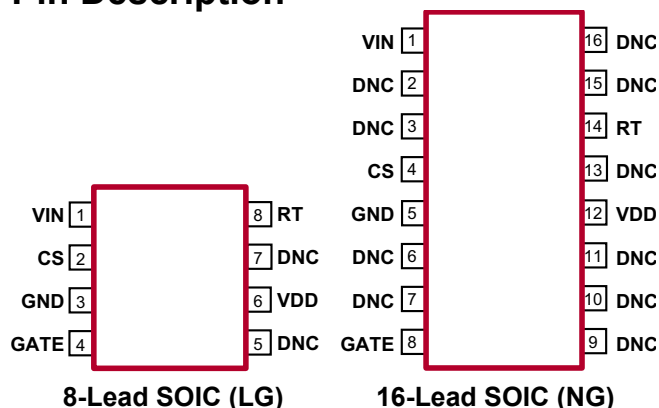 Pin Description
VIN 1
CS 2
GND 3
GATE 4
8 RT
7 DNC
6 VDD
5 DNC
8-Lead SOIC (LG)
VIN 1
DNC 2
DNC 3
CS 4
GND 5
DNC 6
DNC 7
GATE 8
16 DNC
15 DNC
14 RT
13 DNC
12 VDD
11 DNC
10 DNC
9 DNC
16-Lead SOIC (NG)